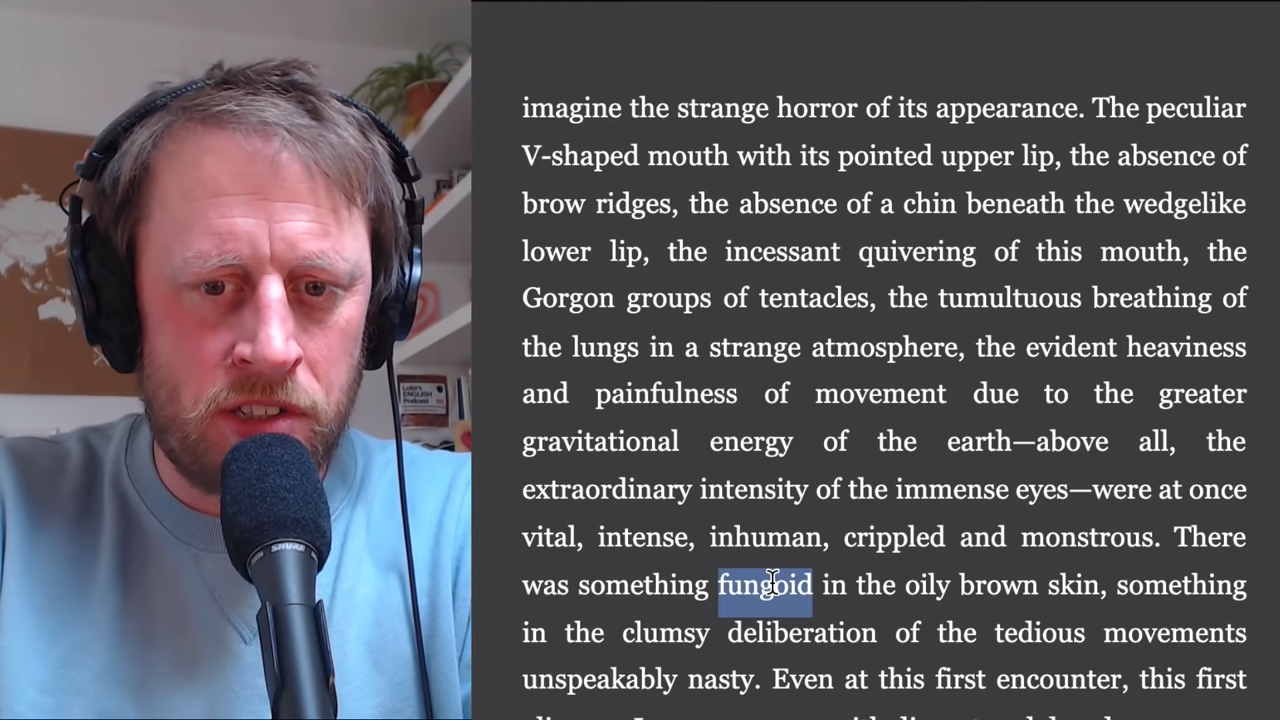 imagine the strange horror of its appearance. The peculiar
V-shaped mouth with its pointed upper lip, the absence of
brow ridges, the absence of a chin beneath the wedgelike
lower lip, the incessant quivering of this mouth, the
Gorgon groups of tentacles, the tumultuous breathing of
the lungs in a strange atmosphere, the evident heaviness
and painfulness of movement due to the greater
gravitational energy of the earth—above all, the
extraordinary intensity of the immense eyes—were at once
vital, intense, inhuman, crippled and monstrous. There
was something fungoid in the oily brown skin, something
in the clumsy deliberation of the tedious movements
unspeakably nasty. Even at this first encounter, this first
Luke's
ENGLISH
Podcast
SHURE